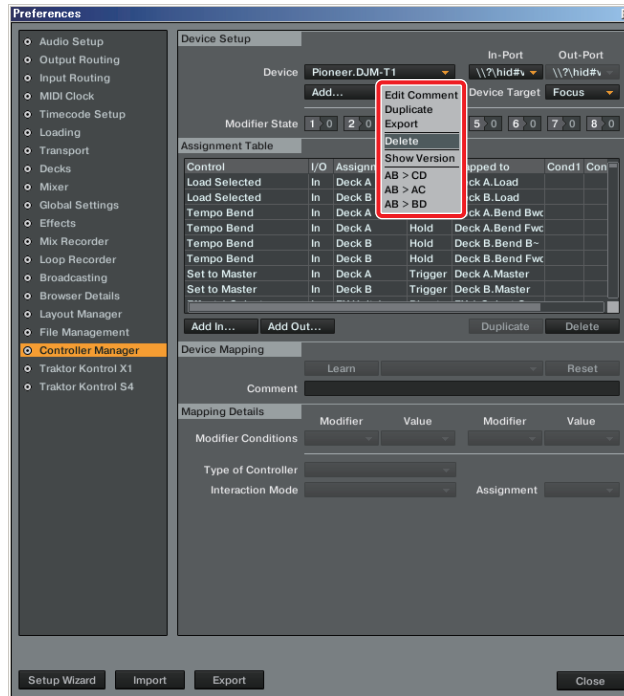 Preferences
Audio Setup
Output Routing
Input Routing
MIDI Clock
Timecode Setup
Loading
Transport
Decks
Mixer
Global Settings
Effects
Mix Recorder
Loop Recorder
Broadcasting
Browser Details
Layout Manager
File Management
Controller Manager
Traktor Kontrol X1
Traktor Kontrol S4
Device Setup
In-Port Out-Port
Device Pioneer.DJM-T1 \\?\hid#v \\?\hid#v
Add... Device Target Focus
Edit Comment
Duplicate
Export
Delete
Show Version
AB > CD
AB > AC
AB > BD
Modifier State 1 0 2 0 5 0 6 0 7 0 8 0
Assignment Table
Control I/O Assignm apped to Cond1 Con
Load Selected In Deck A ck A.Load
Load Selected In Deck B ck B.Load
Tempo Bend In Deck A Deck A.Bend Bwc
Tempo Bend In Deck A Hold Deck A.Bend Fwc
Tempo Bend In Deck B Hold Deck B.Bend B~
Tempo Bend In Deck B Hold Deck B.Bend Fwc
Set to Master In Deck A Trigger Deck A.Master
Set to Master In Deck B Trigger Deck B.Master
Add In... Add Out... Duplicate Delete
Device Mapping
Learn Reset
Comment
Mapping Details
Modifier Value Modifier Value
Modifier Conditions
Type of Controller
Interaction Mode Assignment
Setup Wizard Import Export Close